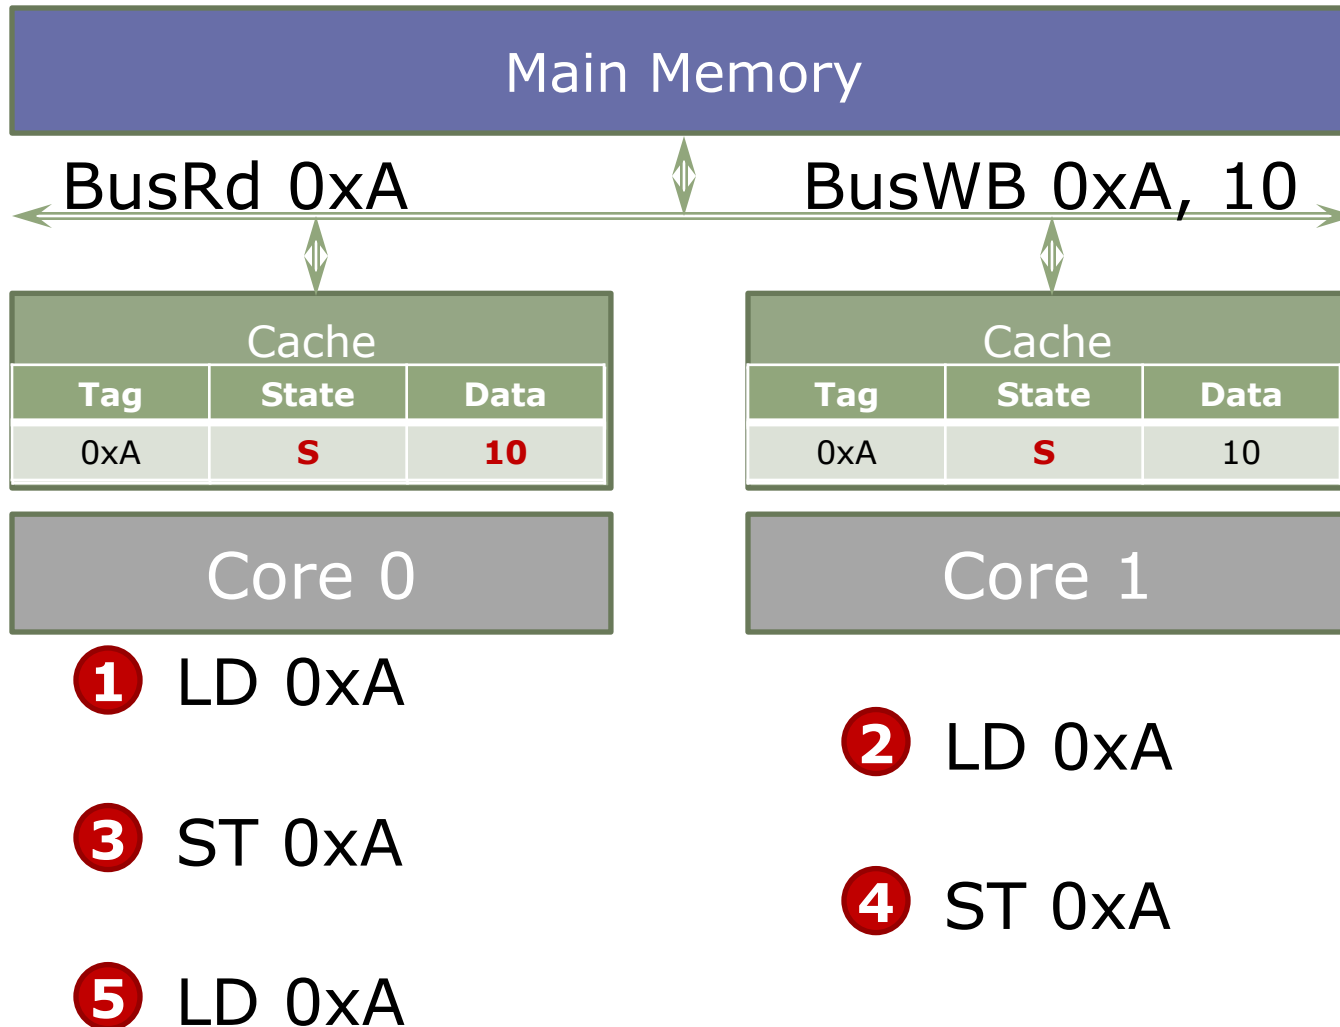 Main Memory
BusRd 0xA
BusWB 0xA, 10
Cache
Tag State Data
0xA S 10
Cache
Tag State Data
0xA S 10
Core 0
Core 1
1 LD 0xA
2 LD 0xA
3 ST 0xA
4 ST 0xA
5 LD 0xA